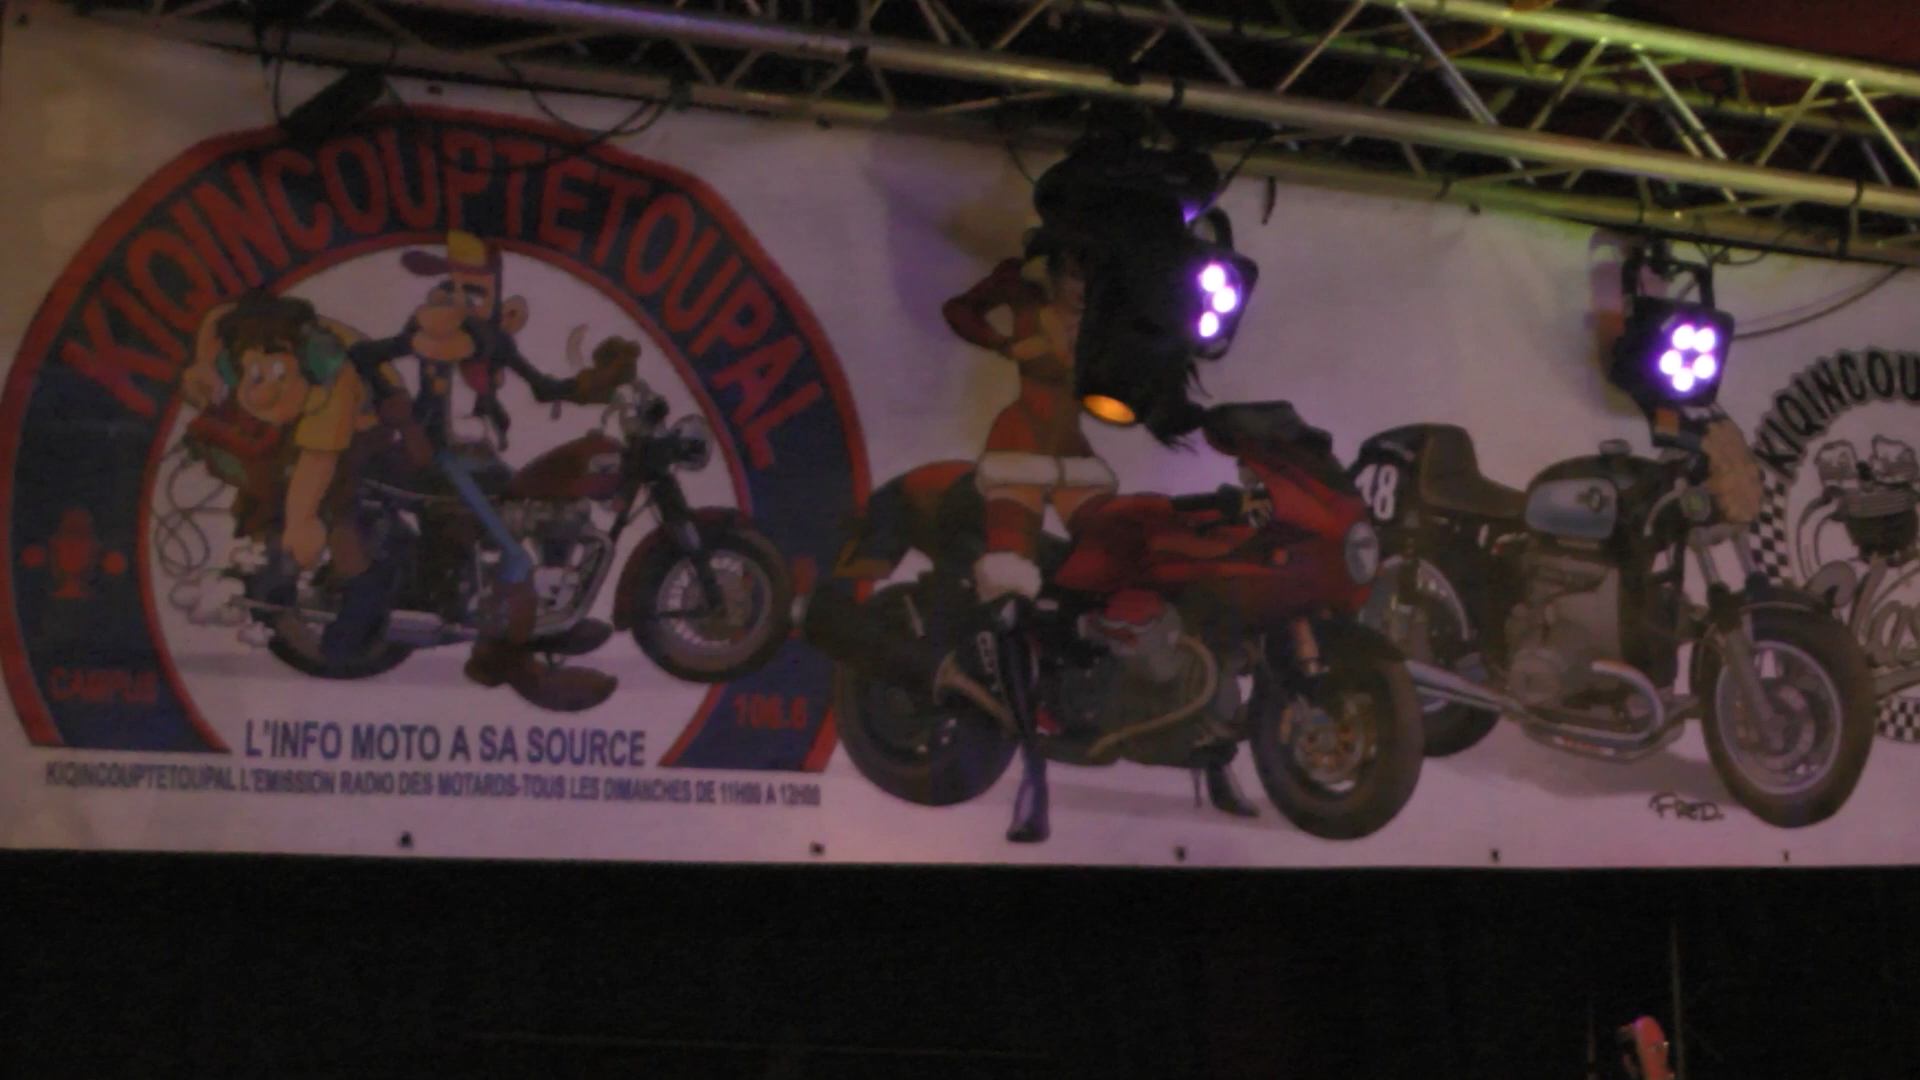 KIQINCOUPTETOUPAL
CAMPUS
106.6
L'INFO MOTO A SA SOURCE
KIQINCOUPTETOUPAL L'EMISSION RADIO DES MOTARDS-TOUS LES DIMANCHES DE 11H00 A 12H00
48
FRED.
KIQINCOU